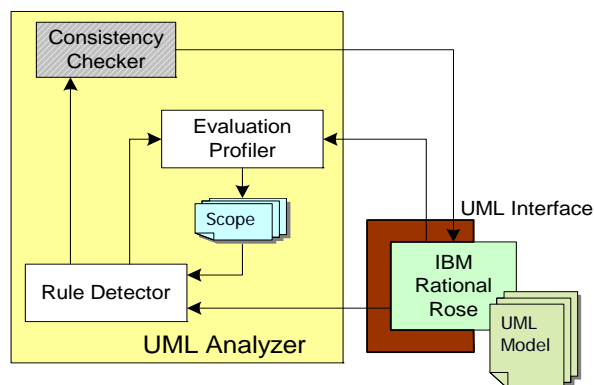 Consistency
Checker
Evaluation
Profiler
Scope
UML Interface
IBM
Rational
Rose
Rule Detector
UML
Model
UML Analyzer